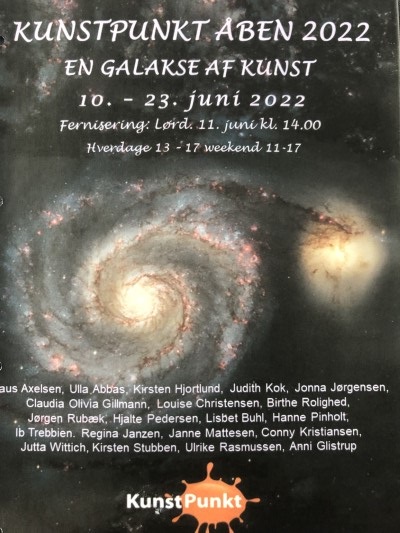 KUNSTPUNKT ÅBEN 2022
EN GALAKSE AF KUNST
10. - 23. juni 2022
Fernisering: Lørd. 11. juni kl. 14.00
Hverdage 13 - 17 weekend 11-17
aus Axelsen, Ulla Abbas, Kirsten Hjortlund, Judith Kok, Jonna Jørgensen,
Claudia Olivia Gillmann, Louise Christensen, Birthe Rolighed,
Jørgen Rubæk, Hjalte Pedersen, Lisbet Buhl, Hanne Pinholt,
Ib Trebbien. Regina Janzen, Janne Mattesen, Conny Kristiansen,
Jutta Wittich, Kirsten Stubben, Ulrike Rasmussen, Anni Glistrup
KunstPunkt